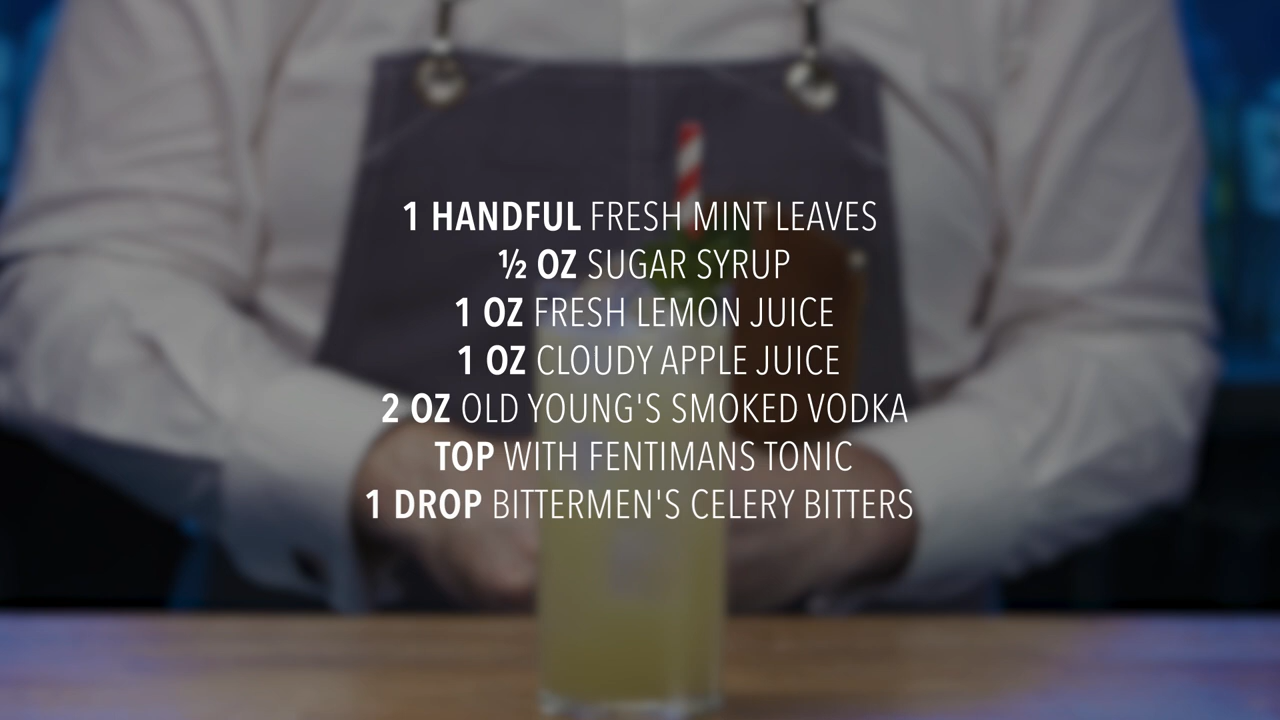 1 HANDFUL FRESH MINT LEAVES
½ OZ SUGAR SYRUP
1 OZ FRESH LEMON JUICE
1 OZ CLOUDY APPLE JUICE
2 OZ OLD YOUNG'S SMOKED VODKA
TOP WITH FENTIMANS TONIC
1 DROP BITTERMEN'S CELERY BITTERS